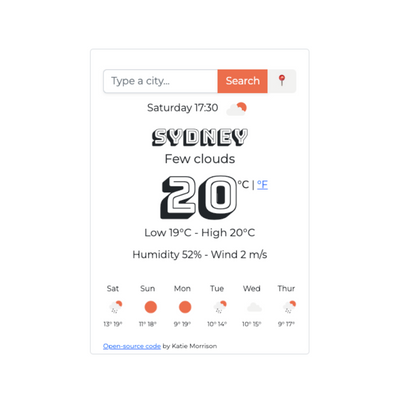 Type a city... Search
Saturday 17:30
SYDNEY
Few clouds
20 °C | °F
Low 19°C - High 20°C
Humidity 52% - Wind 2 m/s
Sat Sun Mon Tue Wed Thur
13° 19° 11° 18° 9° 19° 10° 14° 10° 15° 9° 17°
Open-source code by Katie Morrison